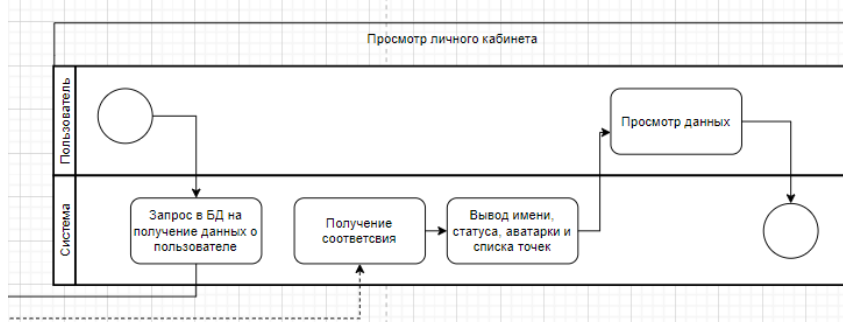 Просмотр личного кабинета
Пользователь
Просмотр данных
Система
Запрос в БД на
получение данных о
пользователе
Получение
соответсвия
Вывод имени,
статуса, аватарки и
списка точек